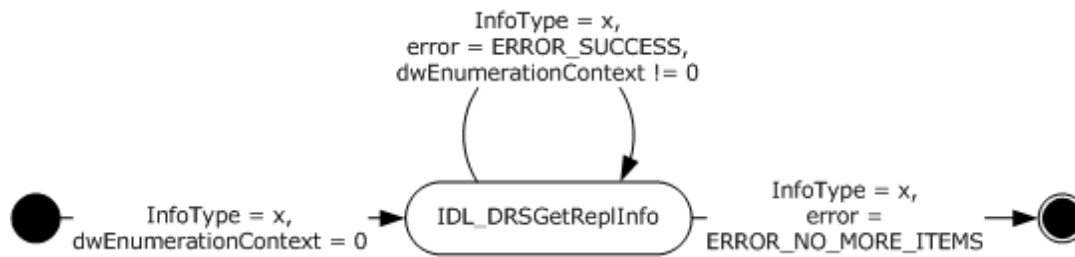 InfoType = x,
error = ERROR_SUCCESS,
dwEnumerationContext != 0
InfoType = x,
dwEnumerationContext = 0
IDL_DRSGetReplInfo
InfoType = x,
error =
ERROR_NO_MORE_ITEMS